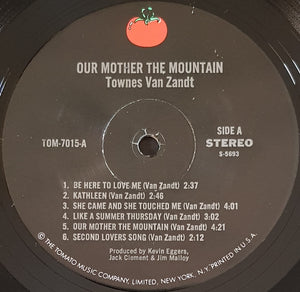 OUR MOTHER THE MOUNTAIN
Townes Van Zandt
TOM-7015-A
SIDE A
STEREO
S-5693
1. BE HERE TO LOVE ME (Van Zandt) 2:37
2. KATHLEEN (Van Zandt) 2:46
3. SHE CAME AND SHE TOUCHED ME (Van Zandt) 4:01
4. LIKE A SUMMER THURSDAY (Van Zandt) 3:02
5. OUR MOTHER THE MOUNTAIN (Van Zandt) 4:21
6. SECOND LOVERS SONG (Van Zandt) 2:12
Produced by Kevin Eggers,
Jack Clement & Jim Malloy
© THE TOMATO MUSIC COMPANY, LIMITED, NEW YORK, N.Y. PRINTED IN U.S.A.